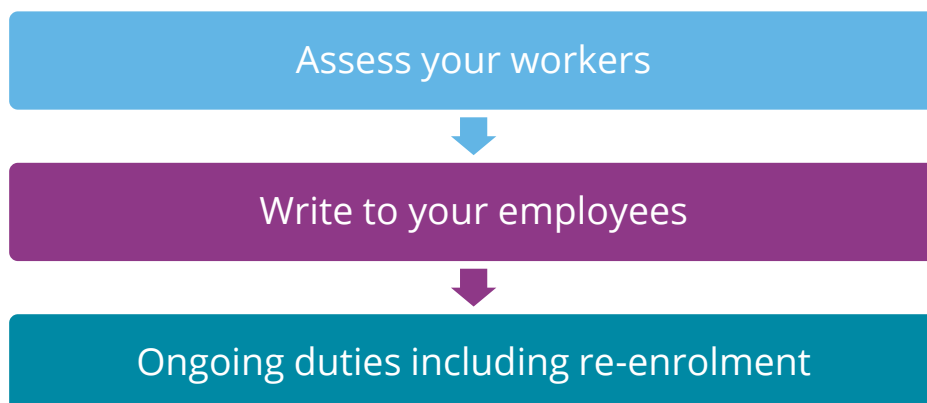 Assess your workers
Write to your employees
Ongoing duties including re-enrolment